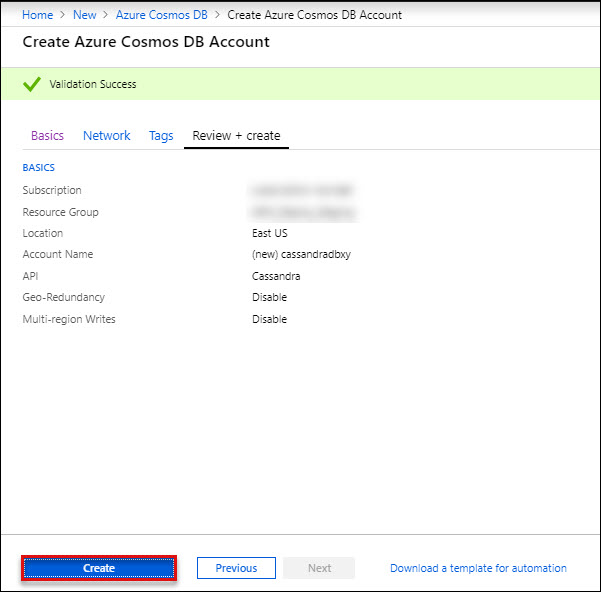 Home > New > Azure Cosmos DB > Create Azure Cosmos DB Account
Create Azure Cosmos DB Account
Validation Success
Basics Network Tags Review + create
BASICS
Subscription
Resource Group
Location East US
Account Name (new) cassandradbxy
API Cassandra
Geo-Redundancy Disable
Multi-region Writes Disable
Create Previous Next Download a template for automation